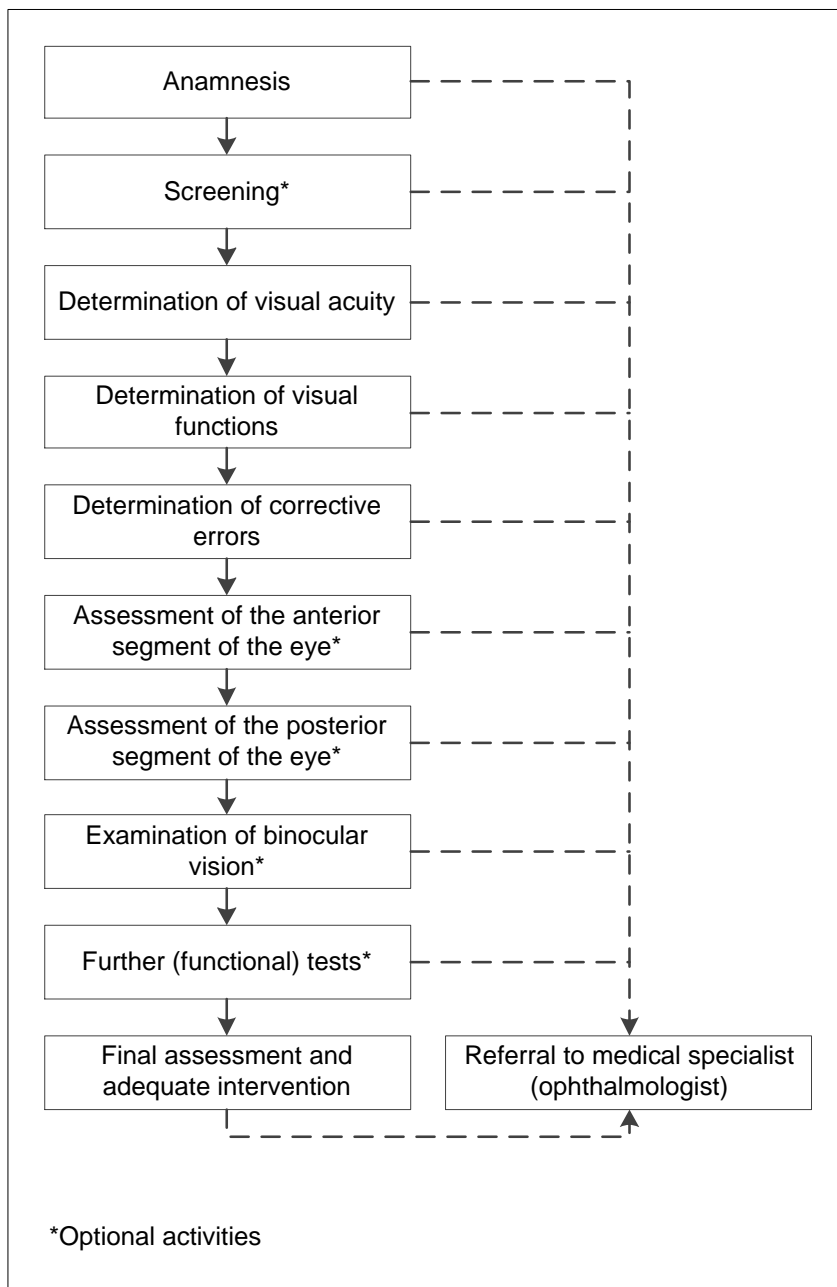 Anamnesis
Screening*
Determination of visual acuity
Determination of visual
functions
Determination of corrective
errors
Assessment of the anterior
segment of the eye*
Assessment of the posterior
segment of the eye*
Examination of binocular
vision*
Further (functional) tests*
Final assessment and
adequate intervention
Referral to medical specialist
(ophthalmologist)
*Optional activities